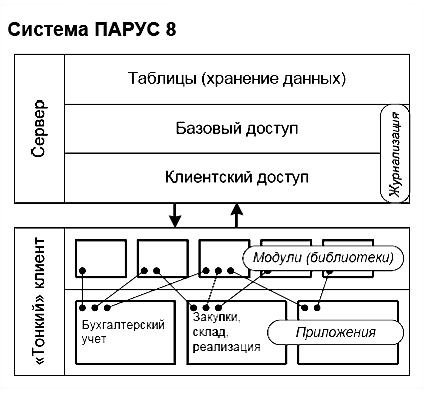 Система ПАРУС 8
Сервер
Таблицы (хранение данных)
Базовый доступ
Клиентский доступ
Журнализация
«Тонкий» клиент
Модули (библиотеки)
Бухгалтерский
учет
Закупки,
склад,
реализация
Приложения